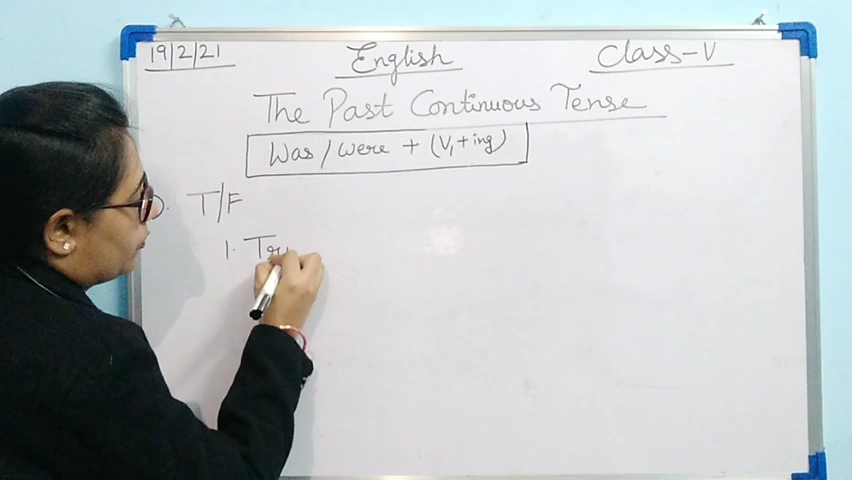 19/2/21 English Class-V
The Past Continuous Tense
Was/were + (V₁+ing)
T/F
1. Tru